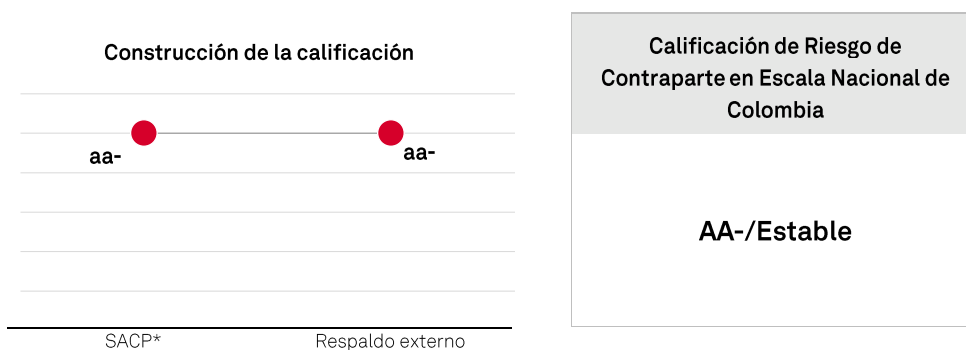 Construcción de la calificación
aa-
aa-
SACP*
Respaldo externo
Calificación de Riesgo de
Contraparte en Escala Nacional de
Colombia
AA-/Estable